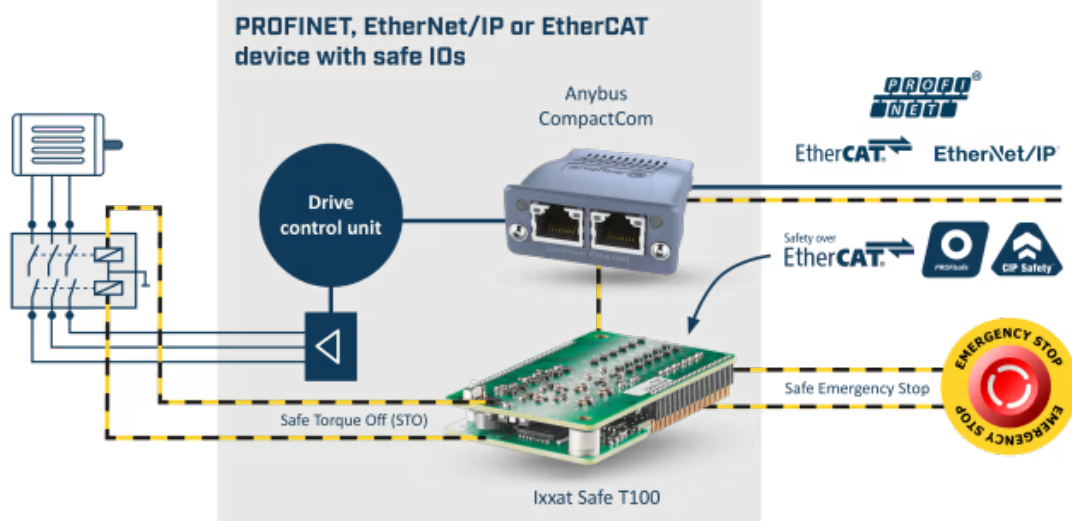 PROFINET, EtherNet/IP or EtherCAT
device with safe IOs
Anybus
CompactCom
PROFI
NET
EtherCAT
EtherNet/IP
Drive
control unit
Safety over
EtherCAT
PROFIsafe
CIP Safety
Safe Torque Off (STO)
Safe Emergency Stop
EMERGENCY STOP
EMERGENCY STOP
Ixxat Safe T100